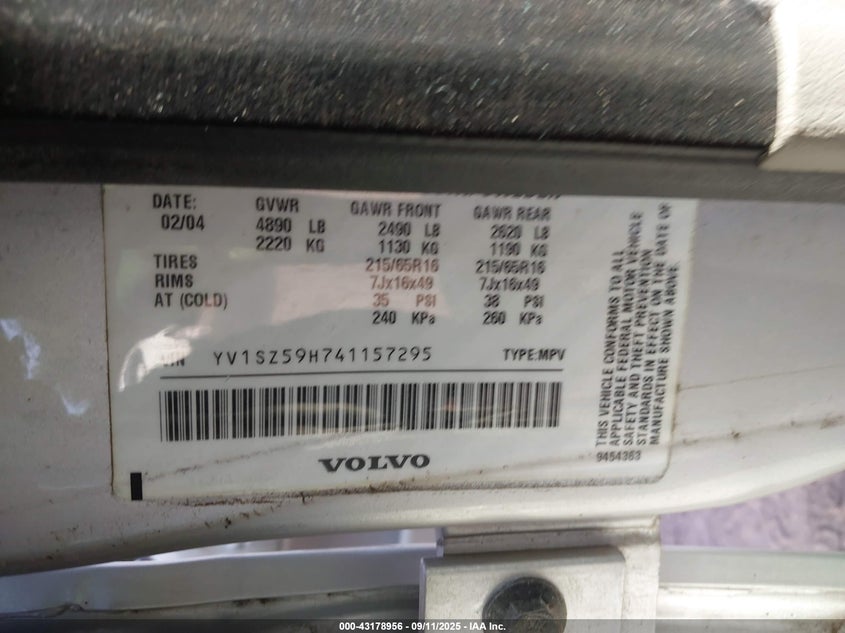 DATE: GVWR GAWR FRONT GAWR REAR
02/04 4890 LB 2490 LB 2620 LB
2220 KG 1130 KG 1190 KG
TIRES 215/65R16 215/65R16
RIMS 7Jx16x49 7Jx16x49
AT (COLD) 35 PSI 38 PSI
240 KPa 260 KPa
YV1SZ59H741157295 TYPE:MPV
VOLVO
THIS VEHICLE CONFORMS TO ALL
APPLICABLE FEDERAL MOTOR VEHICLE
SAFETY AND THEFT PREVENTION
STANDARDS IN EFFECT ON THE DATE OF
MANUFACTURE SHOWN ABOVE.
9454363
000-43178956 - 09/11/2025 - IAA, Inc.